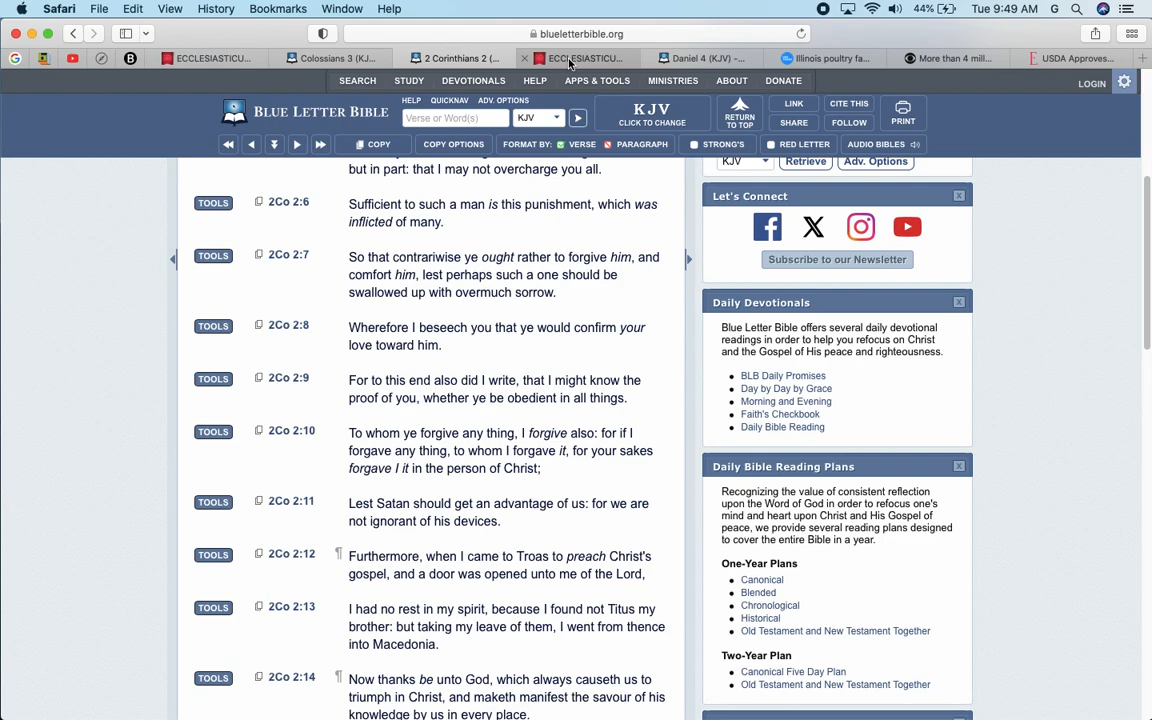 Safari File Edit View History Bookmarks Window Help 44% Tue 9:49 AM G
blueletterbible.org
G ECCLESIASTICU... Colossians 3 (KJ... 2 Corinthians 2 (... ECCLESIASTICU... Daniel 4 (KJV) -... Illinois poultry fa... More than 4 mill... USDA Approves...
SEARCH STUDY DEVOTIONALS HELP APPS & TOOLS MINISTRIES ABOUT DONATE LOGIN
BLUE LETTER BIBLE
HELP QUICKNAV ADV. OPTIONS
Verse or Word(s) KJV
KJV
CLICK TO CHANGE
RETURN
TO TOP
LINK CITE THIS
SHARE FOLLOW
PRINT
COPY COPY OPTIONS FORMAT BY: VERSE PARAGRAPH STRONG'S RED LETTER AUDIO BIBLES
but in part: that I may not overcharge you all.
TOOLS 2Co 2:6 Sufficient to such a man is this punishment, which was
inflicted of many.
TOOLS 2Co 2:7 So that contrariwise ye ought rather to forgive him, and
comfort him, lest perhaps such a one should be
swallowed up with overmuch sorrow.
TOOLS 2Co 2:8 Wherefore I beseech you that ye would confirm your
love toward him.
TOOLS 2Co 2:9 For to this end also did I write, that I might know the
proof of you, whether ye be obedient in all things.
TOOLS 2Co 2:10 To whom ye forgive any thing, I forgive also: for if I
forgave any thing, to whom I forgave it, for your sakes
forgave I it in the person of Christ;
TOOLS 2Co 2:11 Lest Satan should get an advantage of us: for we are
not ignorant of his devices.
TOOLS 2Co 2:12 ¶ Furthermore, when I came to Troas to preach Christ's
gospel, and a door was opened unto me of the Lord,
TOOLS 2Co 2:13 I had no rest in my spirit, because I found not Titus my
brother: but taking my leave of them, I went from thence
into Macedonia.
TOOLS 2Co 2:14 ¶ Now thanks be unto God, which always causeth us to
triumph in Christ, and maketh manifest the savour of his
knowledge by us in every place.
KJV Retrieve Adv. Options
Let's Connect
Subscribe to our Newsletter
Daily Devotionals
Blue Letter Bible offers several daily devotional
readings in order to help you refocus on Christ
and the Gospel of His peace and righteousness.
BLB Daily Promises
Day by Day by Grace
Morning and Evening
Faith's Checkbook
Daily Bible Reading
Daily Bible Reading Plans
Recognizing the value of consistent reflection
upon the Word of God in order to refocus one's
mind and heart upon Christ and His Gospel of
peace, we provide several reading plans designed
to cover the entire Bible in a year.
One-Year Plans
Canonical
Blended
Chronological
Historical
Old Testament and New Testament Together
Two-Year Plan
Canonical Five Day Plan
Old Testament and New Testament Together